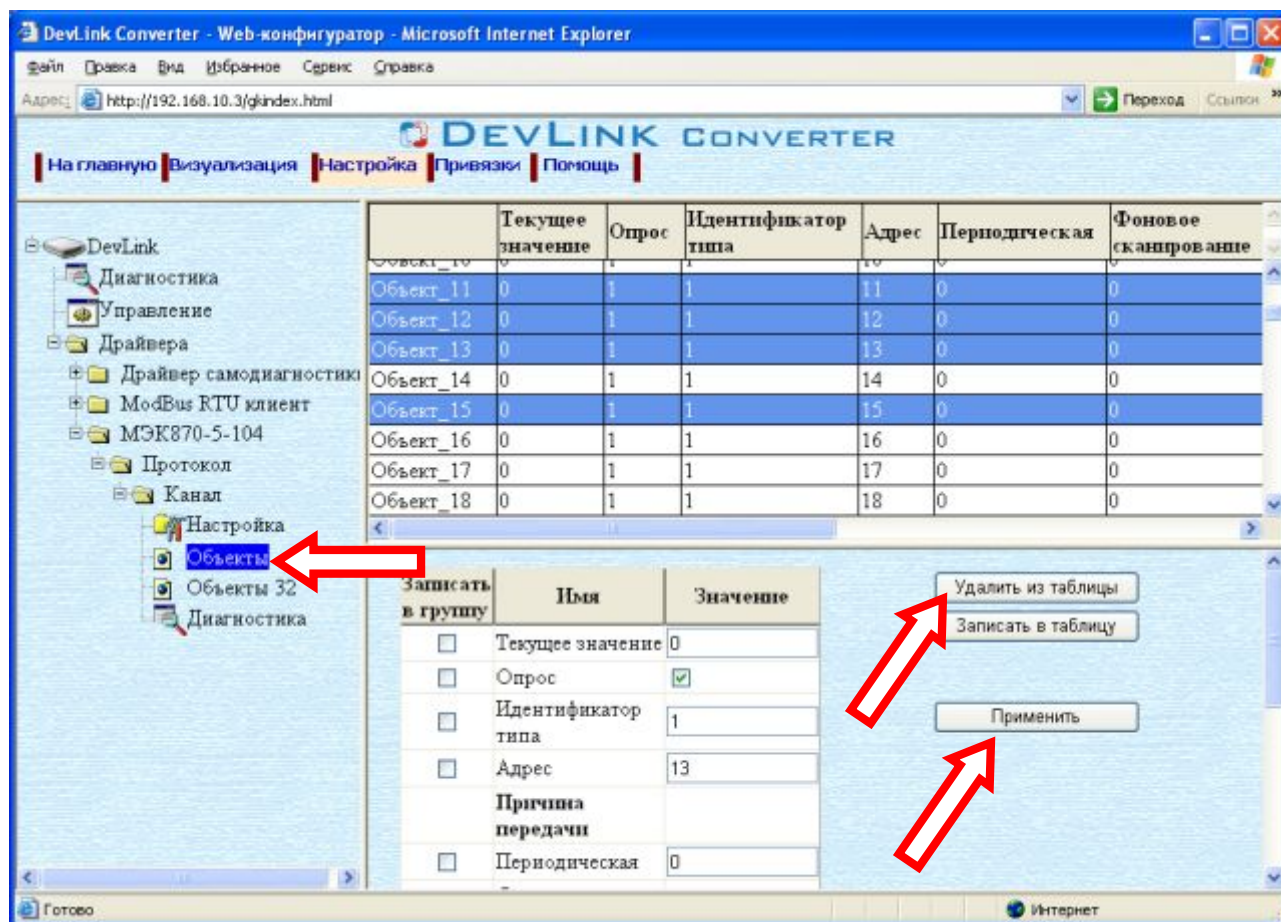 DevLink Converter - Web-конфигуратор - Microsoft Internet Explorer
Файл Правка Вид Избранное Сервис Справка
Адрес: http://192.168.10.3/gkindex.html Переход Ссылки »
DEVLINK CONVERTER
На главную Визуализация Настройка Привязки Помощь
DevLink
Диагностика
Управление
Драйвера
Драйвер самодиагностики
ModBus RTU клиент
МЭК870-5-104
Протокол
Канал
Настройка
Объекты
Объекты 32
Диагностика
Текущее значение Опрос Идентификатор типа Адрес Периодическая Фоновое сканирование
Объект_10 0 1 1 10 0 0
Объект_11 0 1 1 11 0 0
Объект_12 0 1 1 12 0 0
Объект_13 0 1 1 13 0 0
Объект_14 0 1 1 14 0 0
Объект_15 0 1 1 15 0 0
Объект_16 0 1 1 16 0 0
Объект_17 0 1 1 17 0 0
Объект_18 0 1 1 18 0 0
Записать в группу Имя Значение
Текущее значение 0
Опрос
Идентификатор типа 1
Адрес 13
Причина передачи
Периодическая 0
Удалить из таблицы
Записать в таблицу
Применить
Готово Интернет